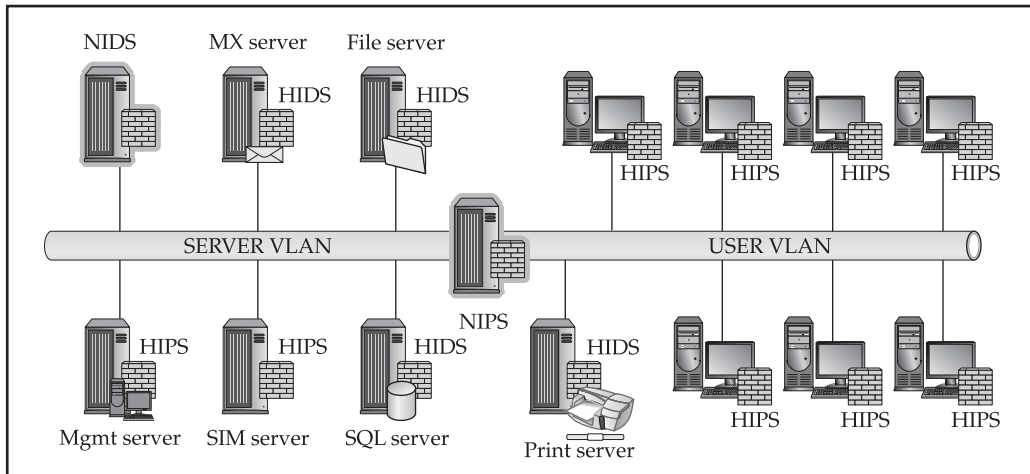 NIDS
MX server
File server
HIDS
HIDS
HIPS
HIPS
HIPS
HIPS
SERVER VLAN
USER VLAN
NIPS
HIPS
HIPS
HIDS
HIDS
HIPS
HIPS
HIPS
Mgmt server
SIM server
SQL server
Print server